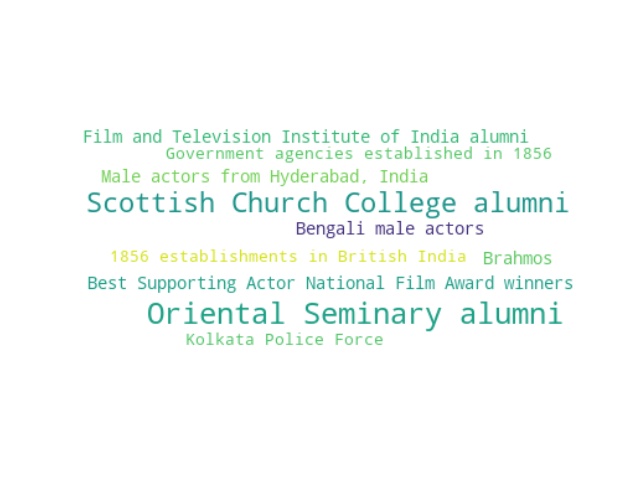 Film and Television Institute of India alumni
Government agencies established in 1856
Male actors from Hyderabad, India
Scottish Church College alumni
Bengali male actors
1856 establishments in British India
Brahmos
Best Supporting Actor National Film Award winners
Oriental Seminary alumni
Kolkata Police Force